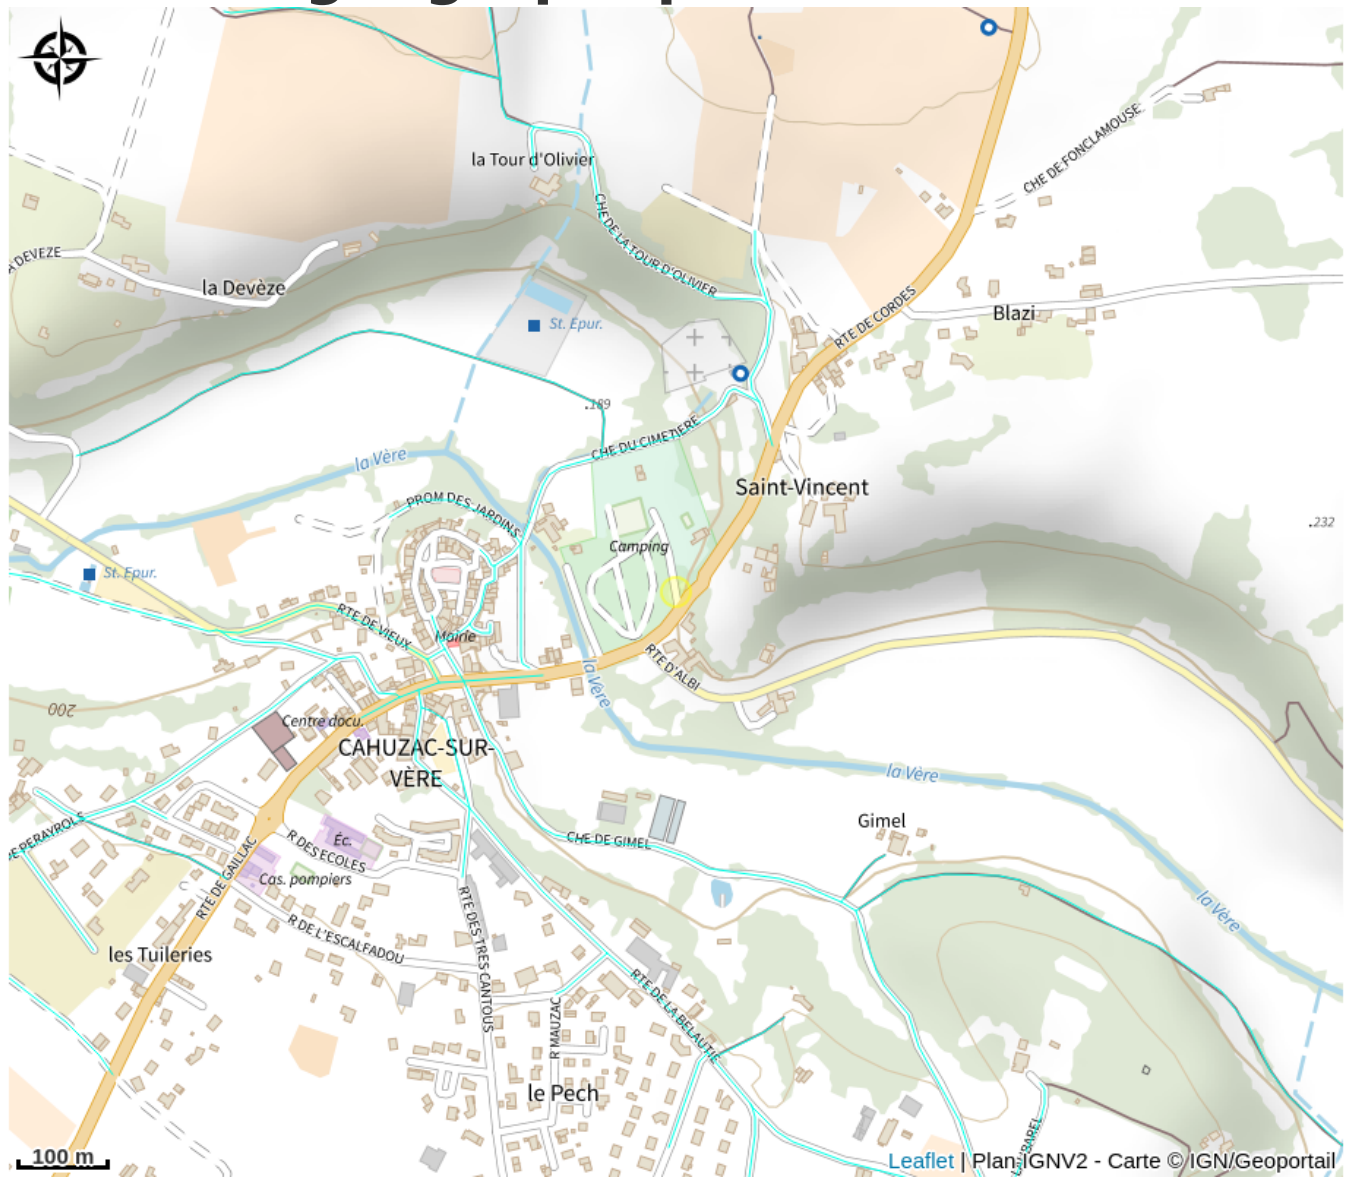 la Tour d'Olivier
CHE DE FONCLAMOUSE
CHE DE LA TOUR D'OLIVIER
DEVEZE
la Devèze
Blazi
RTE DE CORDES
St. Epur.
.189
CHE DU CIMETIERE
la Vère
Saint-Vincent
PROM DES JARDINS
.232
Camping
St. Epur.
RTE DE VIEUX
Mairie
RTE D'ALBI
la Vère
200
Centre docu.
CAHUZAC-SUR-
VÈRE
la Vère
Gimel
CHE DE GIMEL
DE PERAYROLS
R DES ECOLES
Éc.
Cas. pompiers
RTE DE GAILLAC
la Vère
R DE L'ESCALFADOU
RTE DES TRES CANTOUS
les Tuileries
RTE DE LA BELAUTIE
R MAUZAC
le Pech
100 m
Leaflet | Plan IGNV2 - Carte © IGN/Geoportail